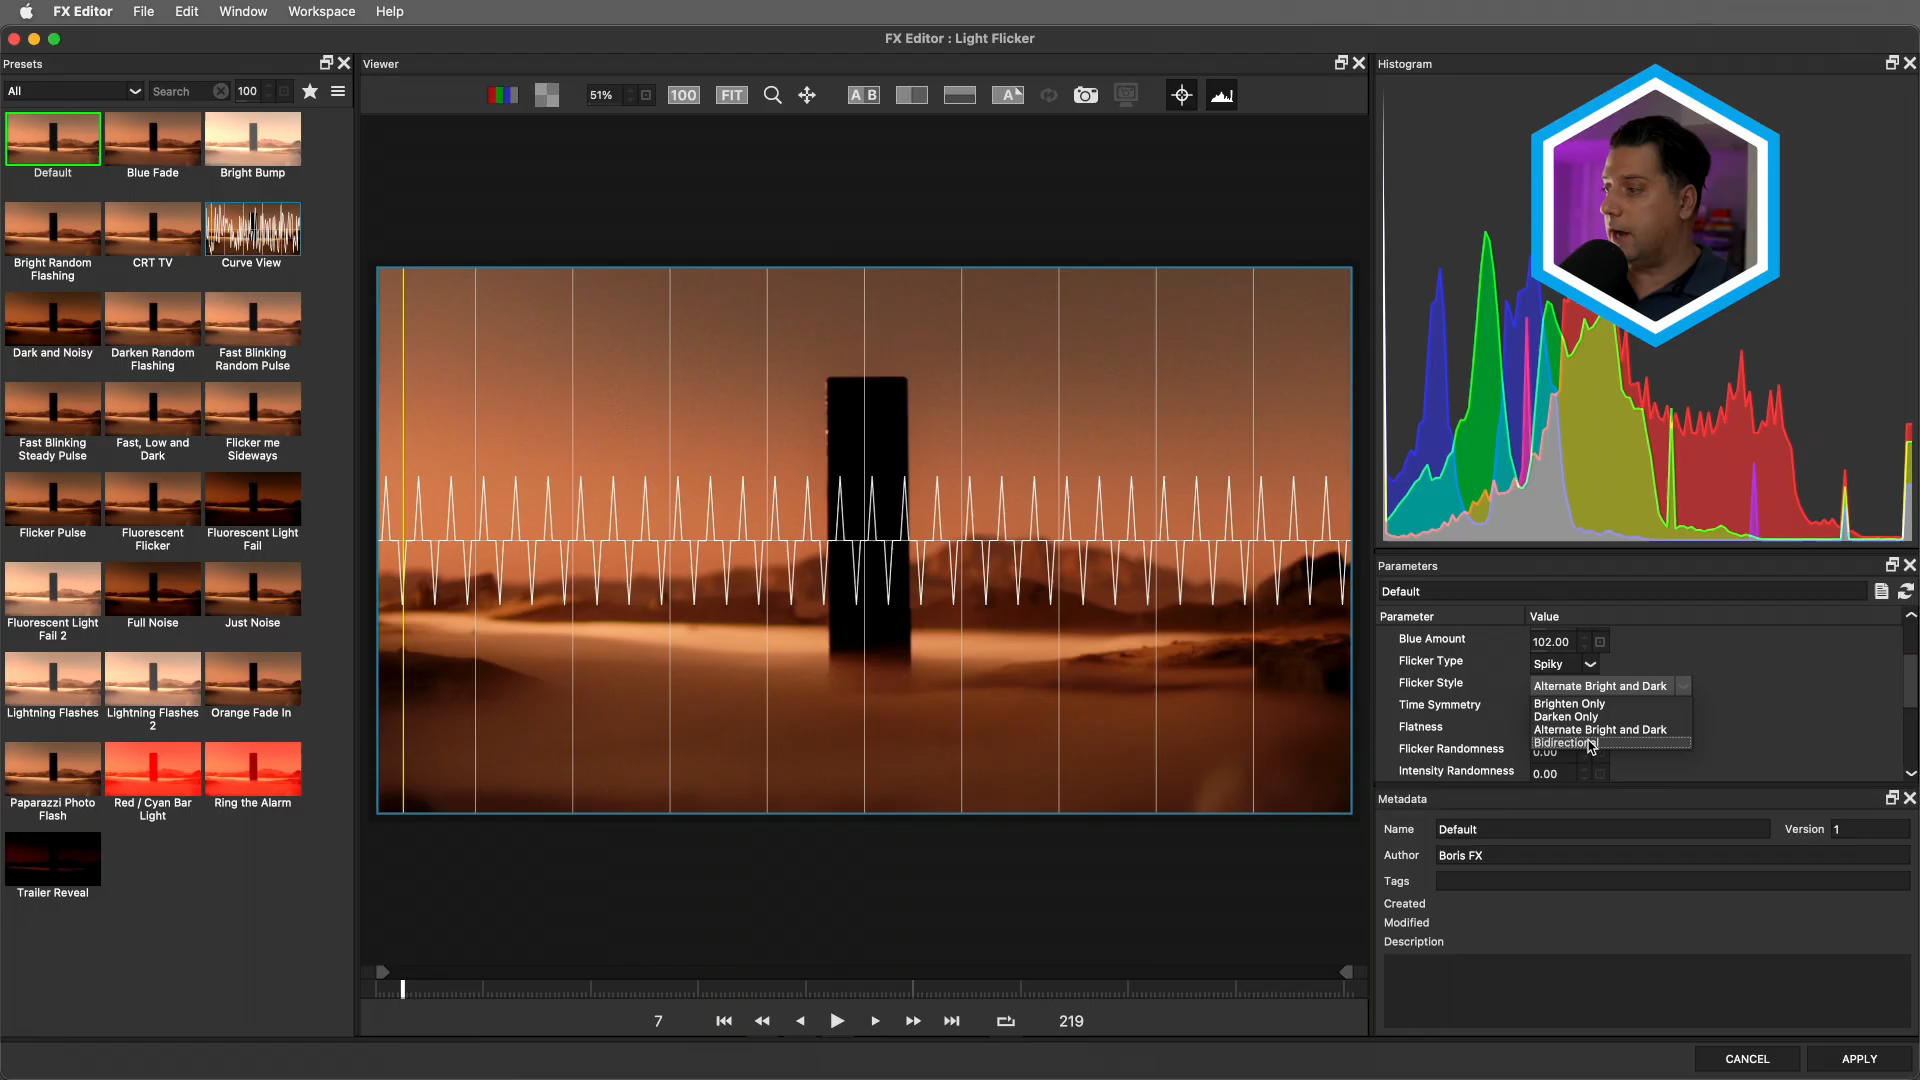 FX Editor File Edit Window Workspace Help
FX Editor : Light Flicker
Presets
Viewer
Histogram
All
Search
100
51%
100
FIT
A B
A
Default
Blue Fade
Bright Bump
Bright Random
Flashing
CRT TV
Curve View
Dark and Noisy
Darken Random
Flashing
Fast Blinking
Random Pulse
Fast Blinking
Steady Pulse
Fast, Low and
Dark
Flicker me
Sideways
Flicker Pulse
Fluorescent
Flicker
Fluorescent Light
Fail
Fluorescent Light
Fail 2
Full Noise
Just Noise
Lightning Flashes
Lightning Flashes
2
Orange Fade In
Paparazzi Photo
Flash
Red / Cyan Bar
Light
Ring the Alarm
Trailer Reveal
7
219
Parameters
Default
Parameter Value
Blue Amount 102.00
Flicker Type Spiky
Flicker Style Alternate Bright and Dark
Time Symmetry
Flatness
Flicker Randomness 0.00
Intensity Randomness 0.00
Brighten Only
Darken Only
Alternate Bright and Dark
Bidirectional
Metadata
Name Default Version 1
Author Boris FX
Tags
Created
Modified
Description
CANCEL APPLY